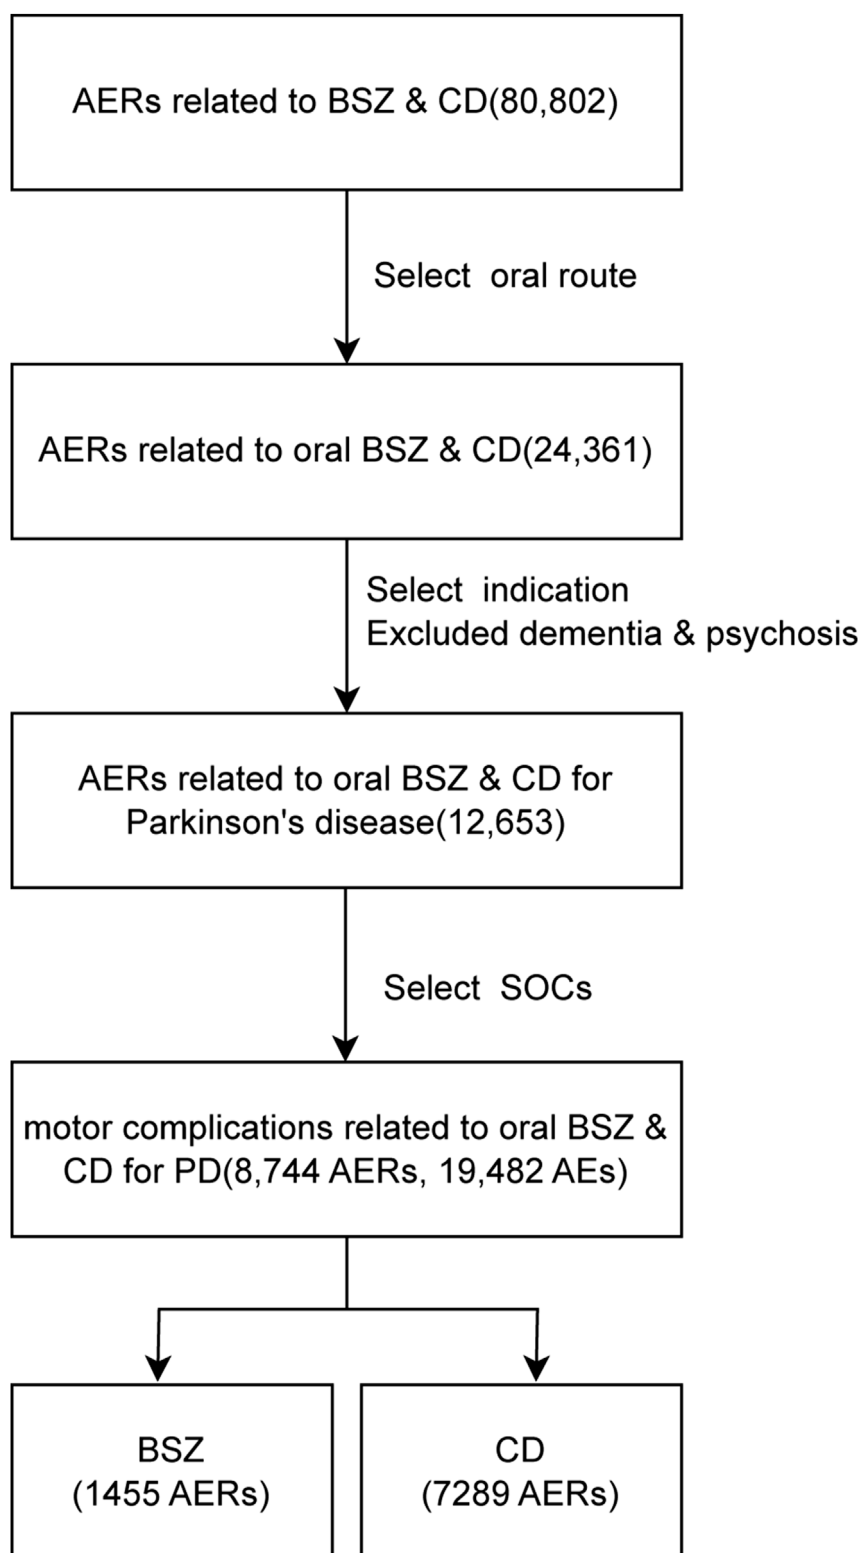 AERs related to BSZ & CD(80,802)
Select oral route
AERs related to oral BSZ & CD(24,361)
Select indication
Excluded dementia & psychosis
AERs related to oral BSZ & CD for
Parkinson's disease(12,653)
Select SOCs
motor complications related to oral BSZ &
CD for PD(8,744 AERs, 19,482 AEs)
BSZ
(1455 AERs)
CD
(7289 AERs)